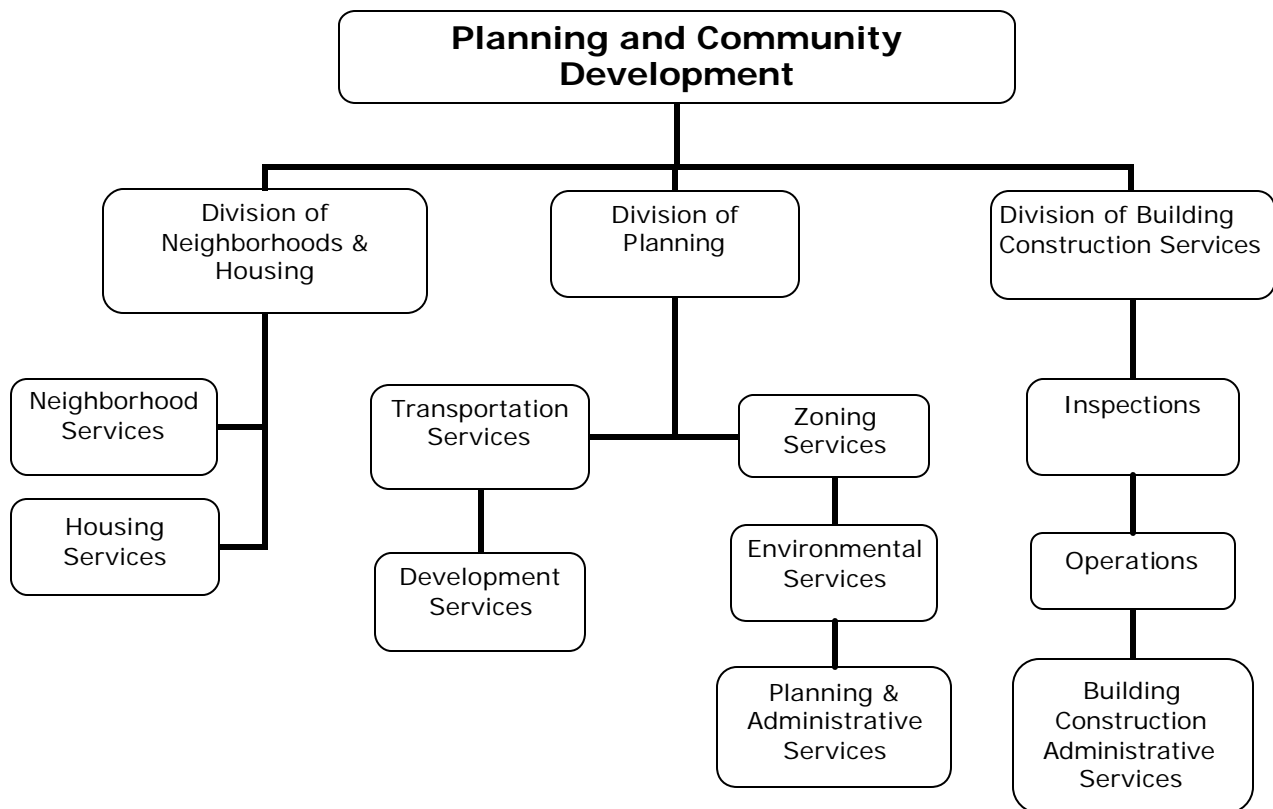 Planning and Community
Development
Division of
Neighborhoods &
Housing
Division of
Planning
Division of Building
Construction Services
Neighborhood
Services
Housing
Services
Transportation
Services
Development
Services
Zoning
Services
Environmental
Services
Planning &
Administrative
Services
Inspections
Operations
Building
Construction
Administrative
Services